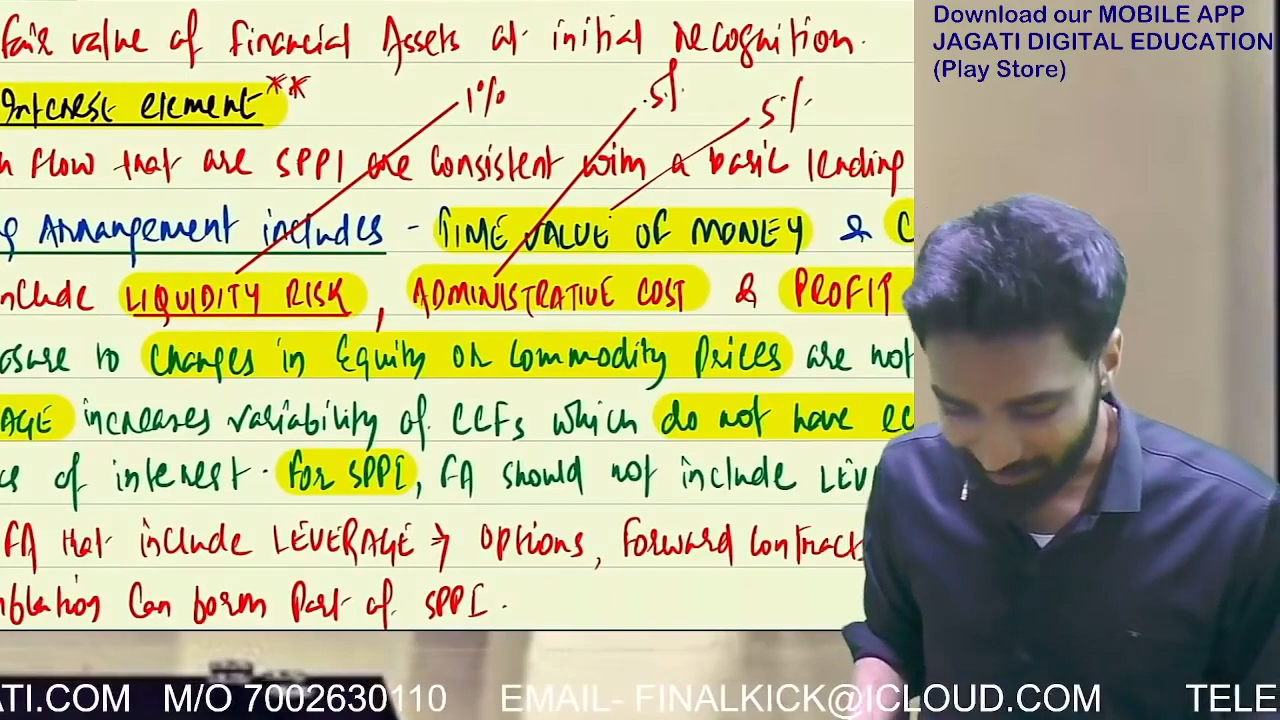 fair value of financial Assets at initial recognition.
Interest element**
1% .5% 5%
n flow that are SPPI are consistent with a basic lending
g Arrangement includes - TIME VALUE OF MONEY & C
nclude LIQUIDITY RISK, ADMINISTRATIVE COST & PROFIT
osure to changes in Equity or commodity prices are not
AGE increases variability of CCFs which do not have ec
cs of interest. For SPPI, FA should not include LEV
FA that include LEVERAGE → options, forward contracts
nflation can form part of SPPI.
Download our MOBILE APP
JAGATI DIGITAL EDUCATION
(Play Store)
ATI.COM M/O 7002630110 EMAIL- FINALKICK@ICLOUD.COM TELE